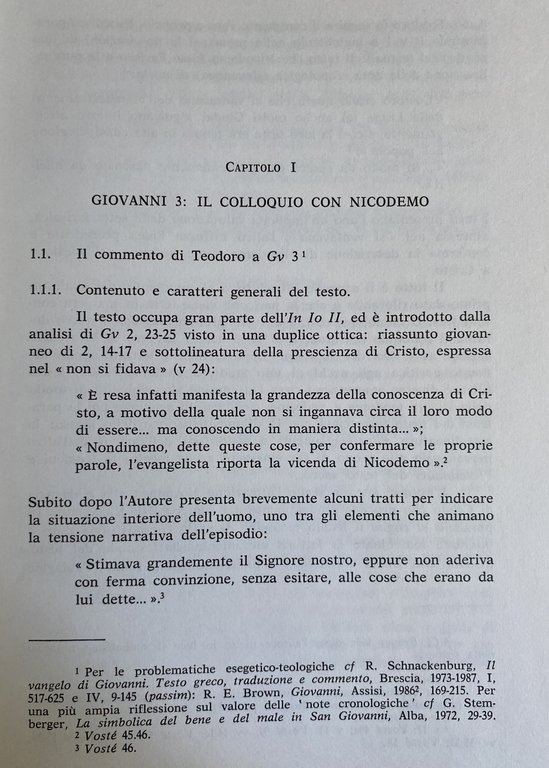 CAPITOLO I
GIOVANNI 3: IL COLLOQUIO CON NICODEMO
1.1. Il commento di Teodoro a Gv 3¹
1.1.1. Contenuto e caratteri generali del testo.
Il testo occupa gran parte dell'In Io II, ed è introdotto dalla
analisi di Gv 2, 23-25 visto in una duplice ottica: riassunto giovan-
neo di 2, 14-17 e sottolineatura della prescienza di Cristo, espressa
nel « non si fidava » (v 24):
« È resa infatti manifesta la grandezza della conoscenza di Cri-
sto, a motivo della quale non si ingannava circa il loro modo
di essere... ma conoscendo in maniera distinta... »;
« Nondimeno, dette queste cose, per confermare le proprie
parole, l'evangelista riporta la vicenda di Nicodemo ».²
Subito dopo l'Autore presenta brevemente alcuni tratti per indicare
la situazione interiore dell'uomo, uno tra gli elementi che animano
la tensione narrativa dell'episodio:
« Stimava grandemente il Signore nostro, eppure non aderiva
con ferma convinzione, senza esitare, alle cose che erano da
lui dette... ».³
¹ Per le problematiche esegetico-teologiche cf R. Schnackenburg, Il
vangelo di Giovanni. Testo greco, traduzione e commento, Brescia, 1973-1987, I,
517-625 e IV, 9-145 (passim): R. E. Brown, Giovanni, Assisi, 1986², 169-215. Per
una più ampia riflessione sul valore delle 'note cronologiche' cf G. Stem-
berger, La simbolica del bene e del male in San Giovanni, Alba, 1972, 29-39.
² Vosté 45.46.
³ Vosté 46.